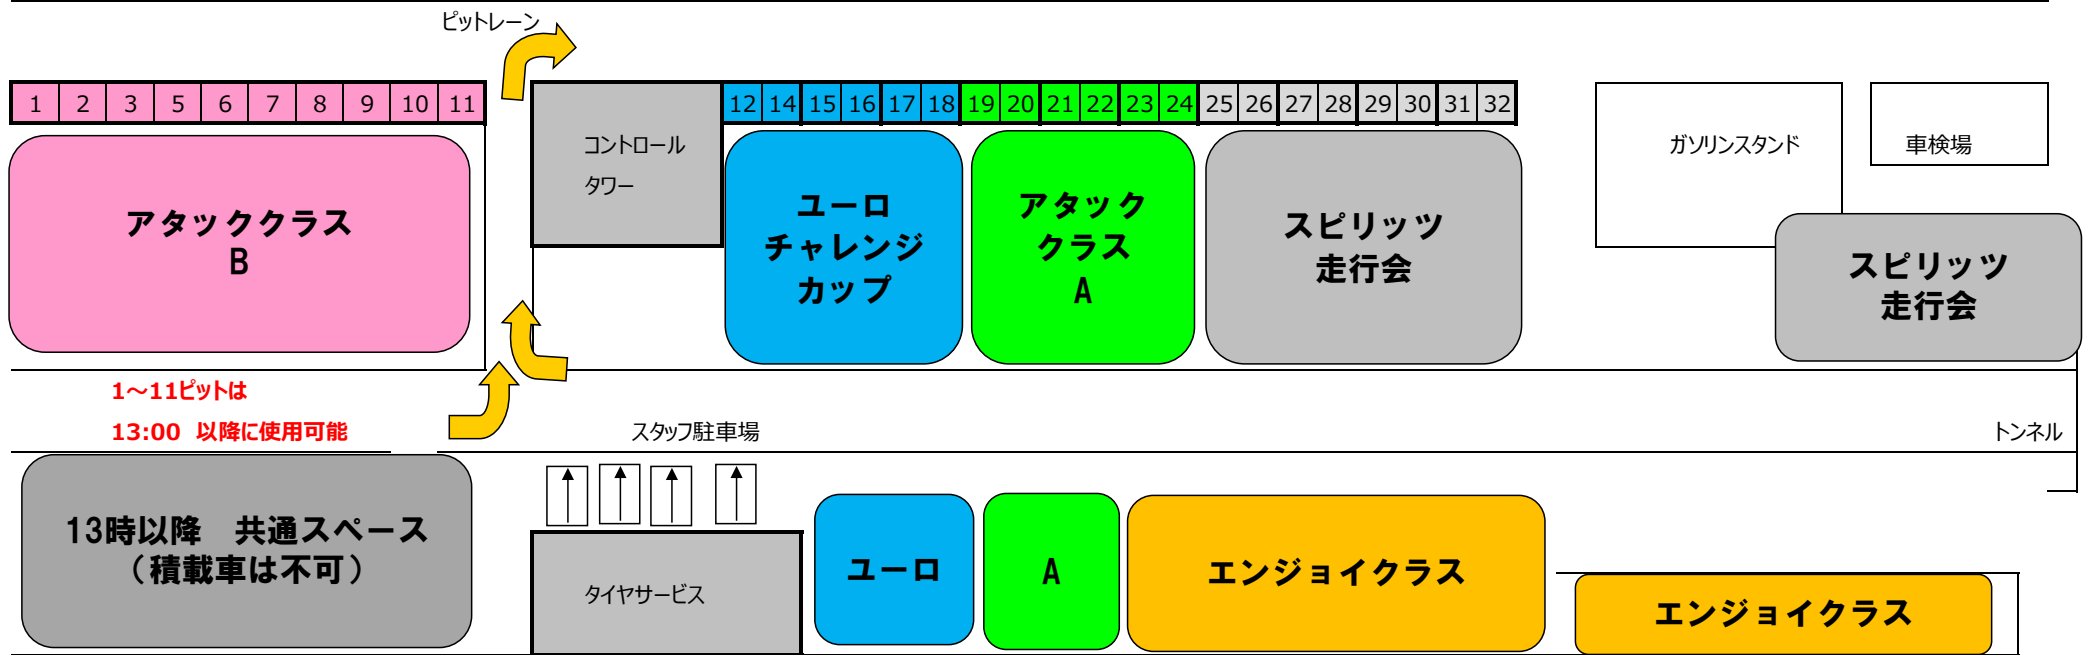 ピットレーン
1 2 3 5 6 7 8 9 10 11
12 14 15 16 17 18 19 20 21 22 23 24 25 26 27 28 29 30 31 32
コントロール
タワー
ガソリンスタンド
車検場
アタッククラス
B
ユーロ
チャレンジ
カップ
アタック
クラス
A
スピリッツ
走行会
スピリッツ
走行会
1～11ピットは
13:00 以降に使用可能
スタッフ駐車場
トンネル
13時以降 共通スペース
（積載車は不可）
タイヤサービス
ユーロ
A
エンジョイクラス
エンジョイクラス